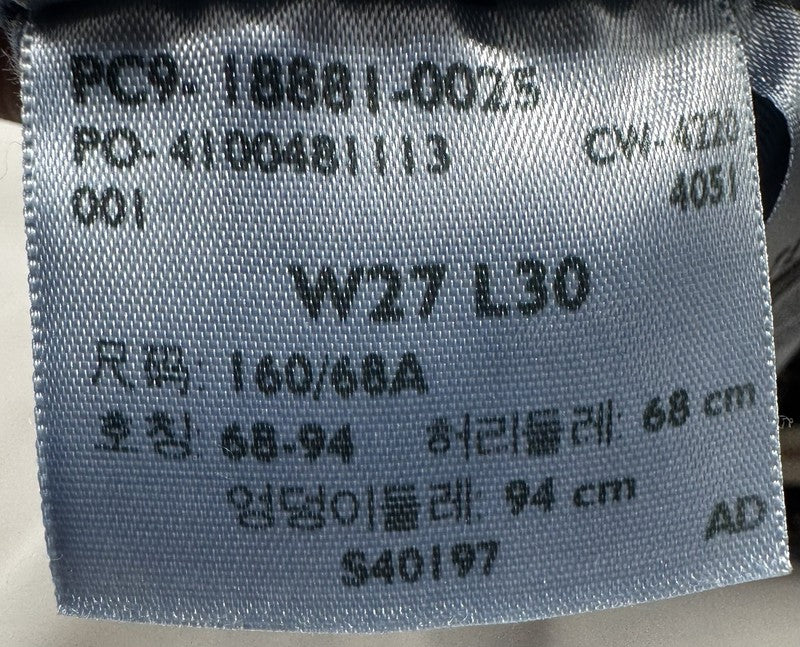 PC9- 18881-0025
PO- 4100481113 CW- 4220
001 4051
W27 L30
尺码: 160/68A
호칭: 68-94 허리둘레: 68 cm
엉덩이둘레: 94 cm
AD
S40197